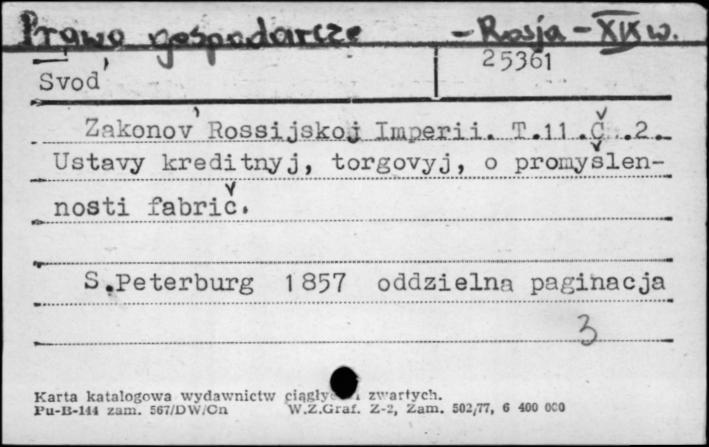 Prawo gospodarcze - Rosja - XIX w.
Svod' 25361
Zakonov' Rossijskoj Imperii. T.11.Č..2.
Ustavy kreditnyj, torgovyj, o promyšlen-
nosti fabrič.
S.Peterburg 1857 oddzielna paginacja
3
Karta katalogowa wydawnictw i zwartych.
Pu-B-144 zam. 567/DW/Cn W.Z.Graf. Z-2, Zam. 502/77, 6 400 000